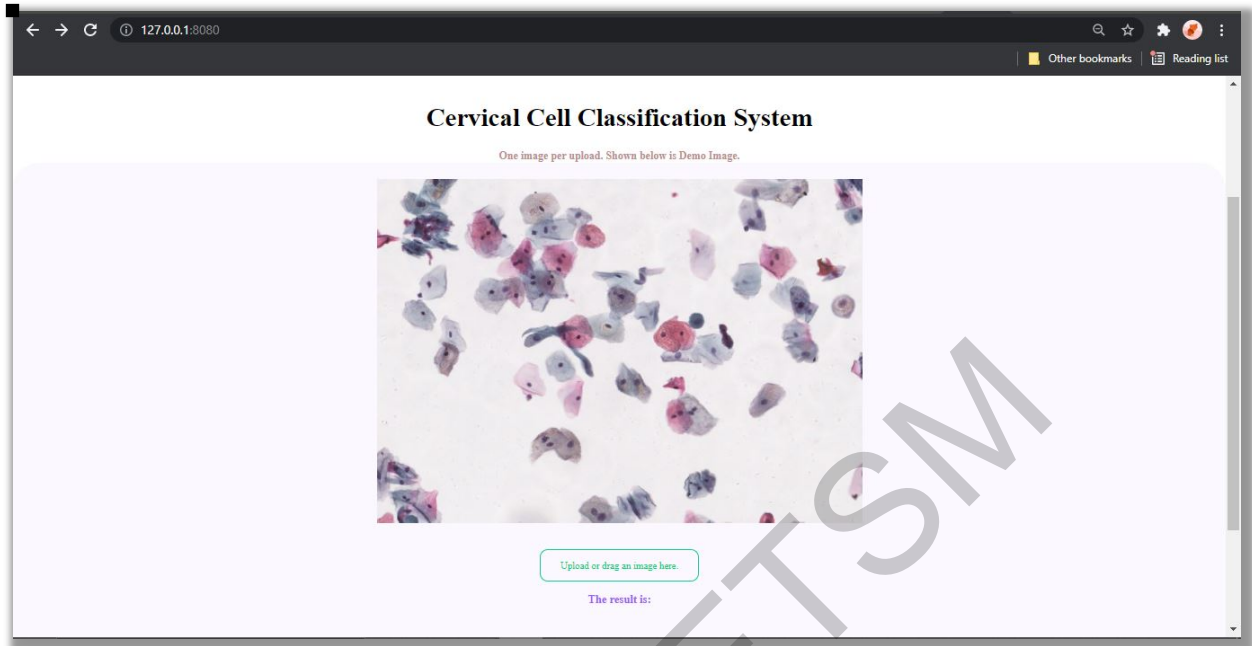 127.0.0.1:8080
Other bookmarks
Reading list
Cervical Cell Classification System
One image per upload. Shown below is Demo Image.
Upload or drag an image here.
The result is:
FTSM